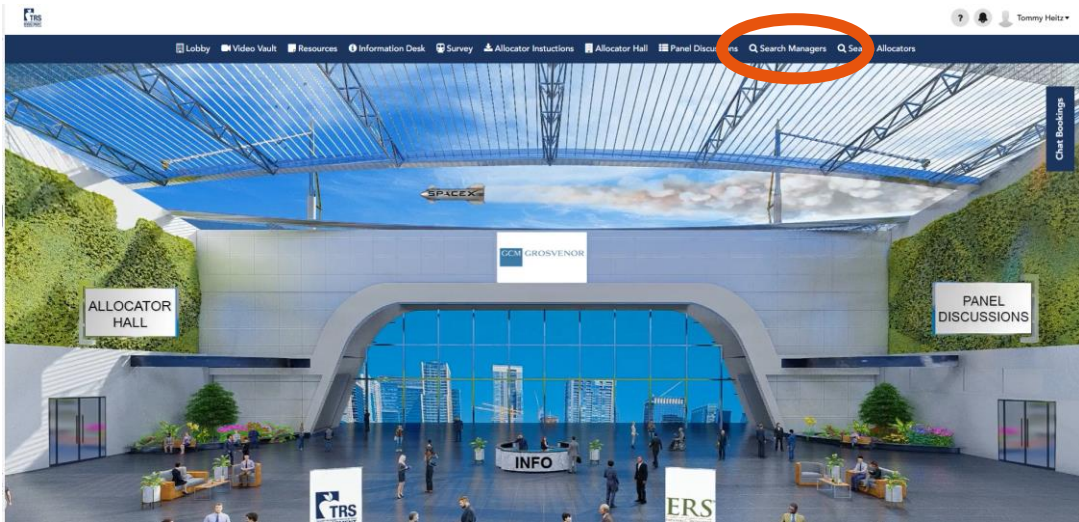 TRS
? Tommy Heitz
Lobby Video Vault Resources Information Desk Survey Allocator Instuctions Allocator Hall Panel Discussions Search Managers Allocators
Chat Bookings
SPACEX
GCM GROSVENOR
ALLOCATOR
HALL
PANEL
DISCUSSIONS
INFO
TRS
ERS